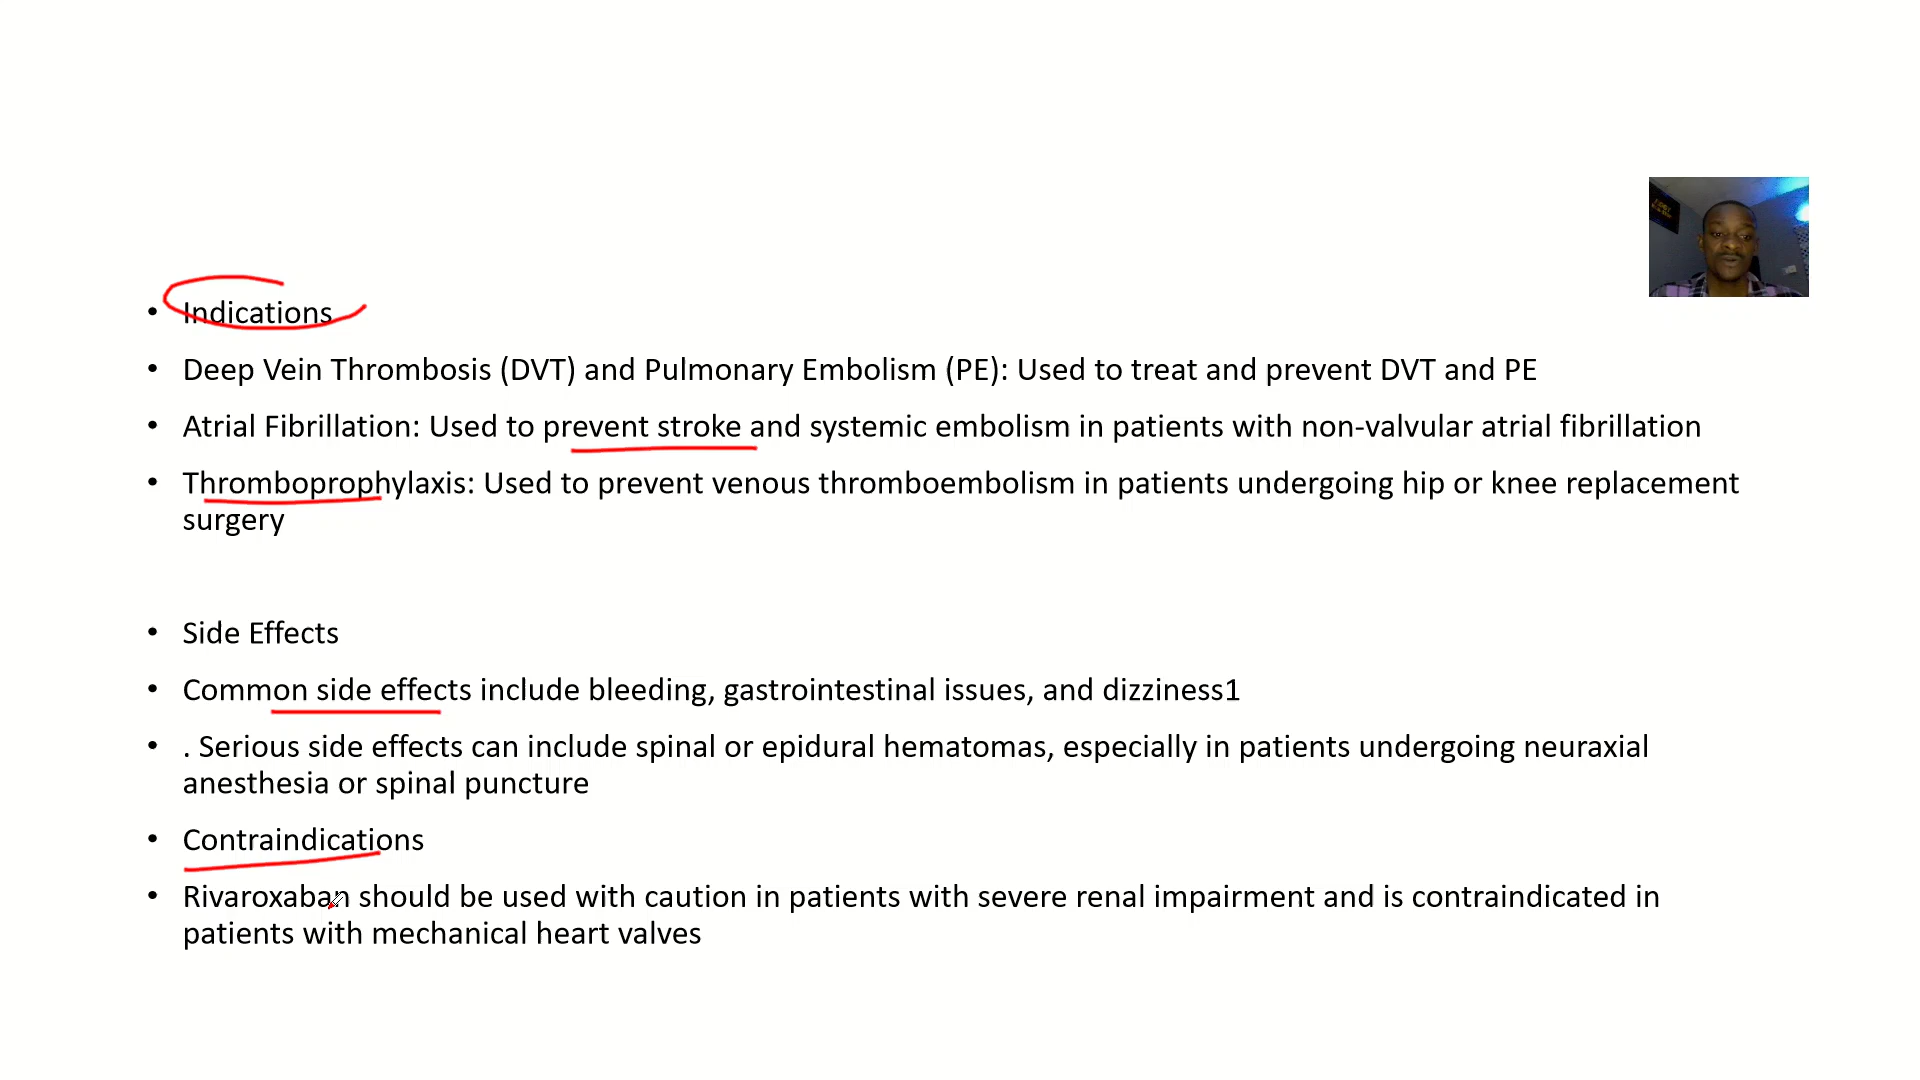 • Indications
• Deep Vein Thrombosis (DVT) and Pulmonary Embolism (PE): Used to treat and prevent DVT and PE
• Atrial Fibrillation: Used to prevent stroke and systemic embolism in patients with non-valvular atrial fibrillation
• Thromboprophylaxis: Used to prevent venous thromboembolism in patients undergoing hip or knee replacement
surgery
• Side Effects
• Common side effects include bleeding, gastrointestinal issues, and dizziness1
• . Serious side effects can include spinal or epidural hematomas, especially in patients undergoing neuraxial
anesthesia or spinal puncture
• Contraindications
• Rivaroxaban should be used with caution in patients with severe renal impairment and is contraindicated in
patients with mechanical heart valves